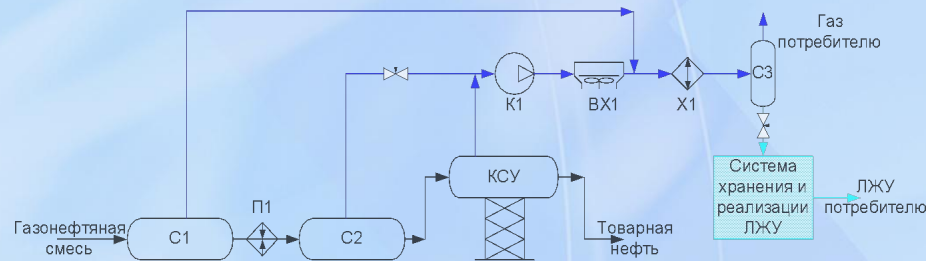 Газ
потребителю
С3
К1
ВХ1
Х1
Система
хранения и
реализации
ЛЖУ
ЛЖУ
потребителю
КСУ
П1
Газонефтяная
смесь
С1
С2
Товарная
нефть